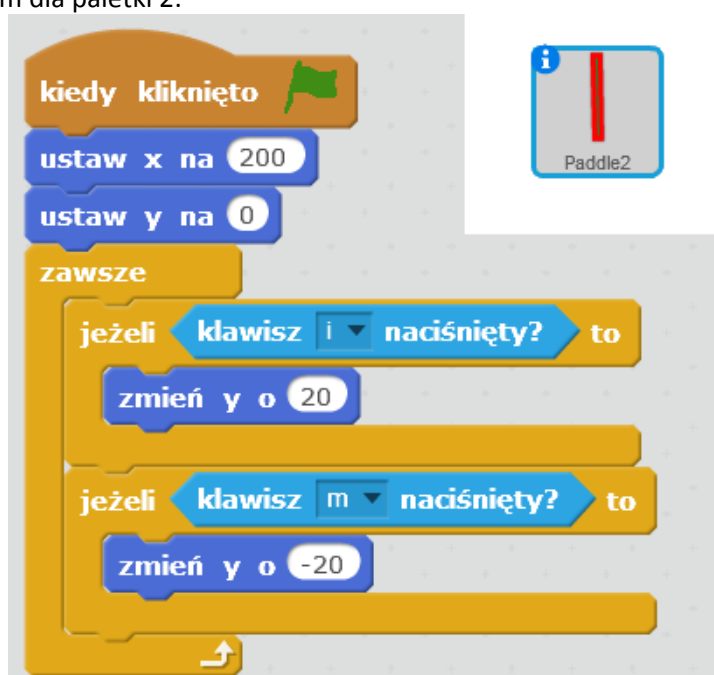 m dla paletki 2:
kiedy kliknięto
ustaw x na 200
ustaw y na 0
zawsze
jeżeli klawisz i naciśnięty? to
zmień y o 20
jeżeli klawisz m naciśnięty? to
zmień y o -20
i
Paddle2